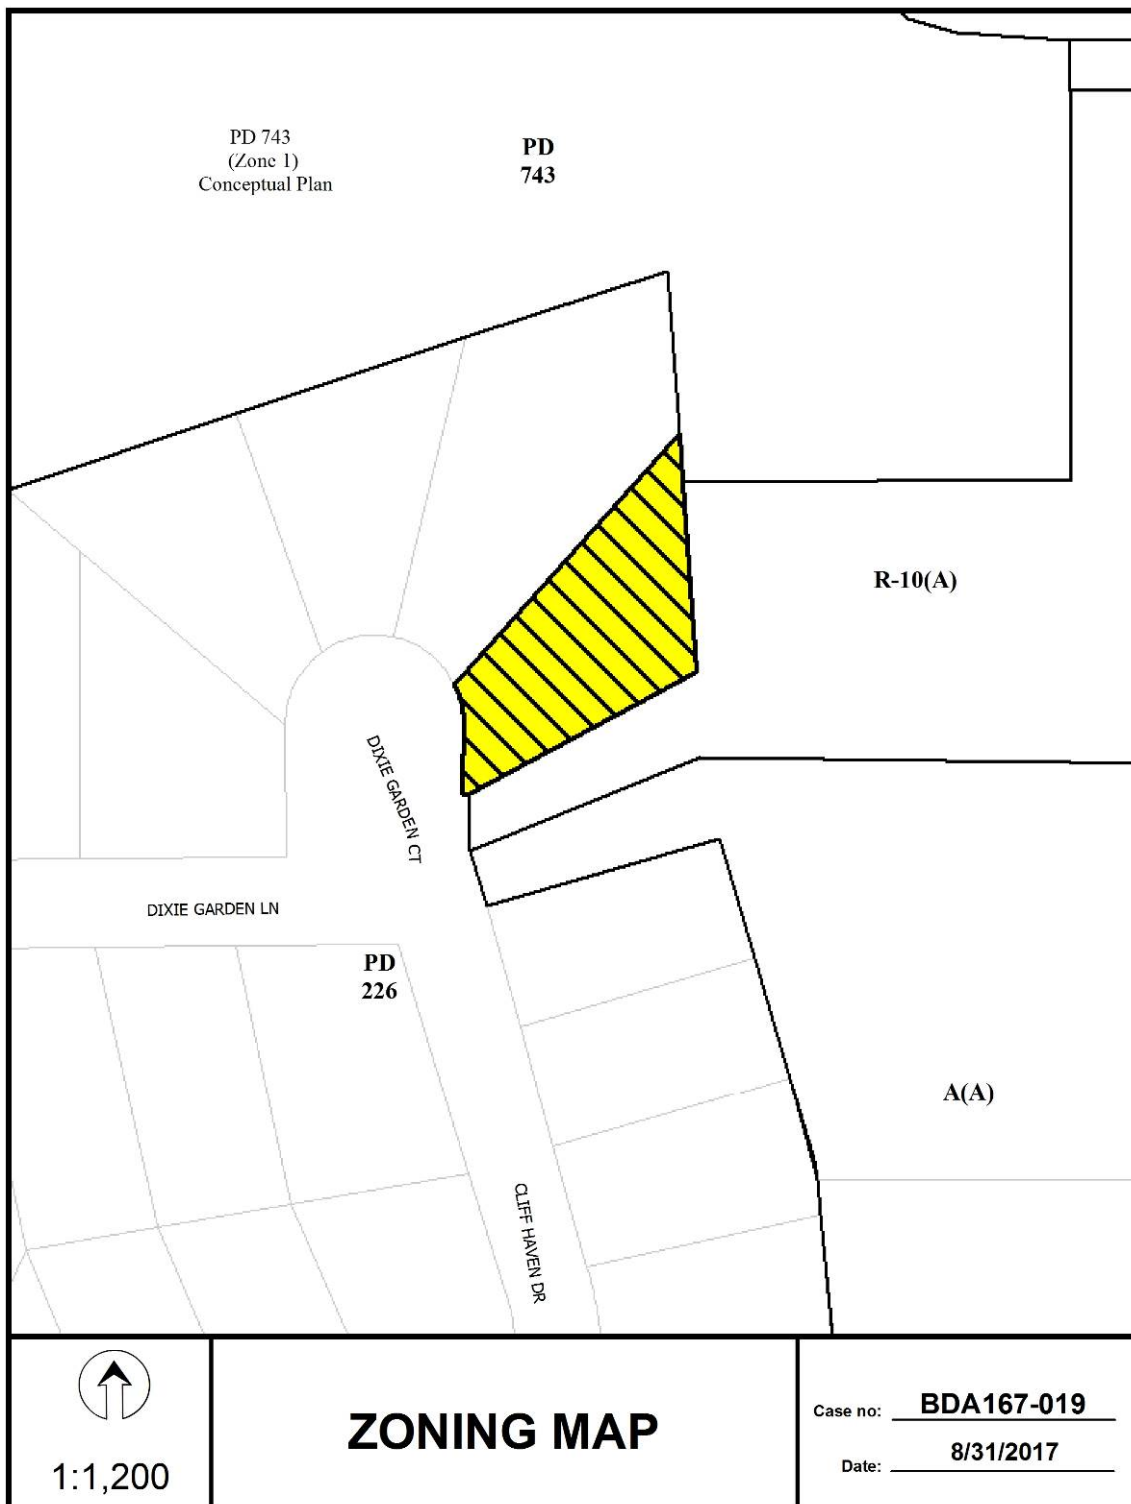 PD 743
(Zone 1)
Conceptual Plan
PD
743
R-10(A)
DIXIE GARDEN CT
DIXIE GARDEN LN
PD
226
A(A)
CLIFF HAVEN DR
1:1,200
ZONING MAP
Case no: BDA167-019
Date: 8/31/2017